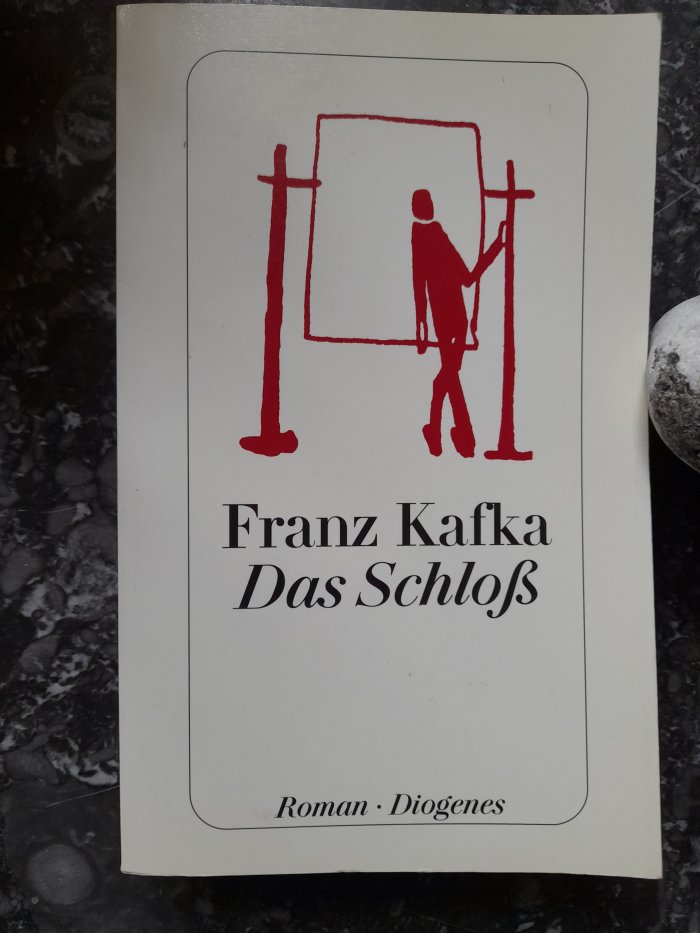 Franz Kafka
Das Schloß
Roman · Diogenes